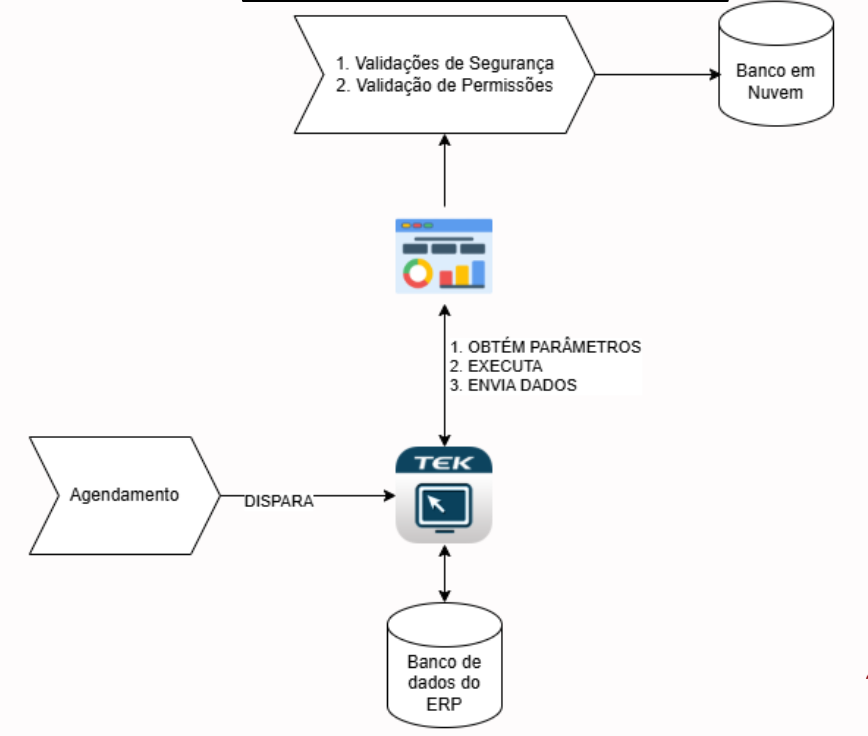 1. Validações de Segurança
2. Validação de Permissões
Banco em
Nuvem
1. OBTÉM PARÂMETROS
2. EXECUTA
3. ENVIA DADOS
TEK
Agendamento
DISPARA
Banco de
dados do
ERP